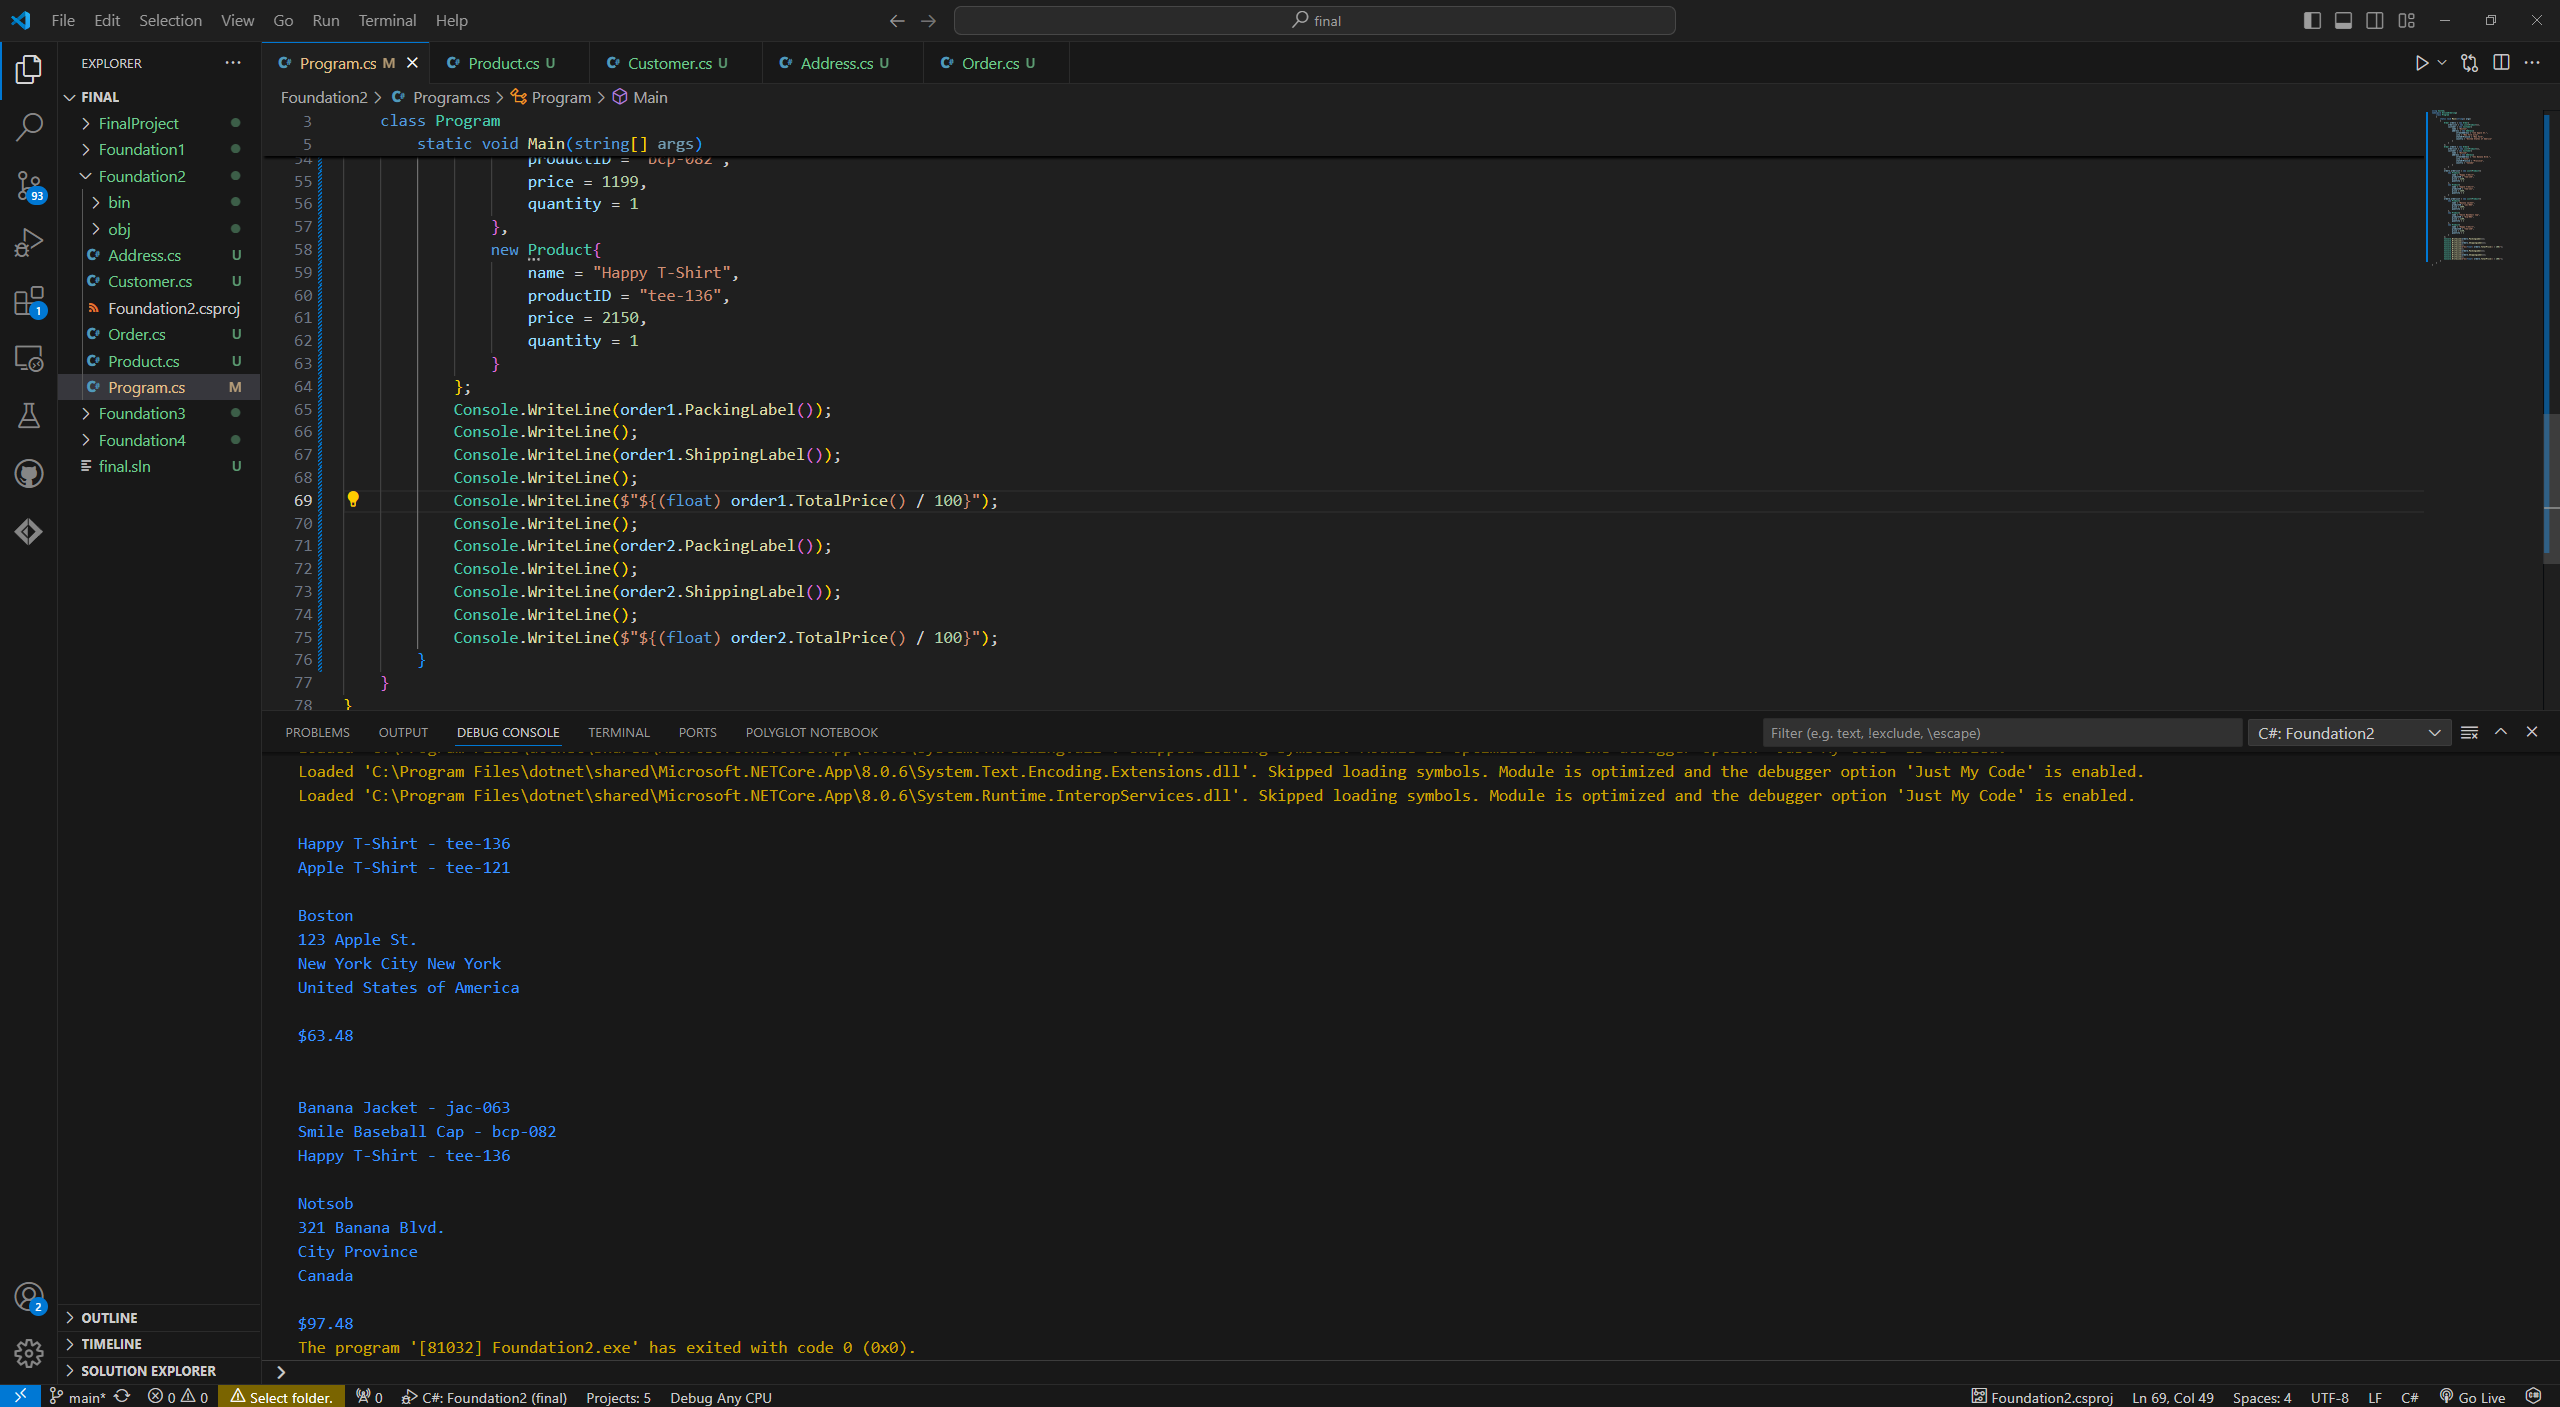 File Edit Selection View Go Run Terminal Help
final
EXPLORER
Program.cs M
Product.cs U
Customer.cs U
Address.cs U
Order.cs U
FINAL
FinalProject
Foundation1
Foundation2
bin
obj
Address.cs U
Customer.cs U
Foundation2.csproj
Order.cs U
Product.cs U
Program.cs M
Foundation3
Foundation4
final.sln U
OUTLINE
TIMELINE
SOLUTION EXPLORER
93
1
2
Foundation2 > Program.cs > Program > Main
3 class Program
5 static void Main(string[] args)
54 productID = "bcp-082",
55 price = 1199,
56 quantity = 1
57 },
58 new Product{
59 name = "Happy T-Shirt",
60 productID = "tee-136",
61 price = 2150,
62 quantity = 1
63 }
64 };
65 Console.WriteLine(order1.PackingLabel());
66 Console.WriteLine();
67 Console.WriteLine(order1.ShippingLabel());
68 Console.WriteLine();
69 Console.WriteLine($"${(float) order1.TotalPrice() / 100}");
70 Console.WriteLine();
71 Console.WriteLine(order2.PackingLabel());
72 Console.WriteLine();
73 Console.WriteLine(order2.ShippingLabel());
74 Console.WriteLine();
75 Console.WriteLine($"${(float) order2.TotalPrice() / 100}");
76 }
77 }
78 }
PROBLEMS OUTPUT DEBUG CONSOLE TERMINAL PORTS POLYGLOT NOTEBOOK
Filter (e.g. text, !exclude, \escape)
C#: Foundation2
Loaded 'C:\Program Files\dotnet\shared\Microsoft.NETCore.App\8.0.6\System.Text.Encoding.Extensions.dll'. Skipped loading symbols. Module is optimized and the debugger option 'Just My Code' is enabled.
Loaded 'C:\Program Files\dotnet\shared\Microsoft.NETCore.App\8.0.6\System.Runtime.InteropServices.dll'. Skipped loading symbols. Module is optimized and the debugger option 'Just My Code' is enabled.
Happy T-Shirt - tee-136
Apple T-Shirt - tee-121
Boston
123 Apple St.
New York City New York
United States of America
$63.48
Banana Jacket - jac-063
Smile Baseball Cap - bcp-082
Happy T-Shirt - tee-136
Notsob
321 Banana Blvd.
City Province
Canada
$97.48
The program '[81032] Foundation2.exe' has exited with code 0 (0x0).
main* 0 0 Select folder. 0 C#: Foundation2 (final) Projects: 5 Debug Any CPU
Foundation2.csproj Ln 69, Col 49 Spaces: 4 UTF-8 LF C# Go Live